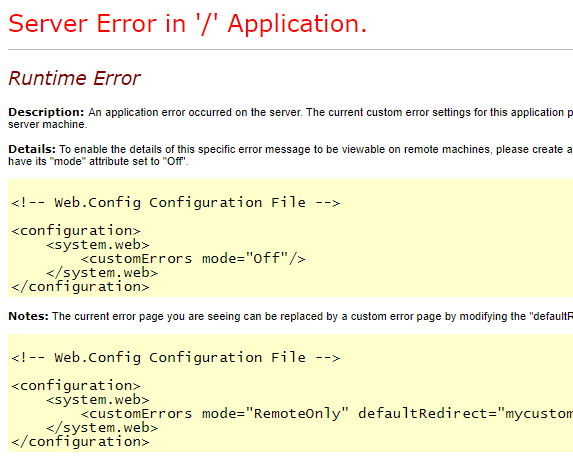 Server Error in '/' Application.
Runtime Error
Description: An application error occurred on the server. The current custom error settings for this application p
server machine.
Details: To enable the details of this specific error message to be viewable on remote machines, please create a
have its "mode" attribute set to "Off".
<!-- Web.Config Configuration File -->
<configuration>
    <system.web>
        <customErrors mode="Off"/>
    </system.web>
</configuration>
Notes: The current error page you are seeing can be replaced by a custom error page by modifying the "defaultR
<!-- Web.Config Configuration File -->
<configuration>
    <system.web>
        <customErrors mode="RemoteOnly" defaultRedirect="mycustom
    </system.web>
</configuration>